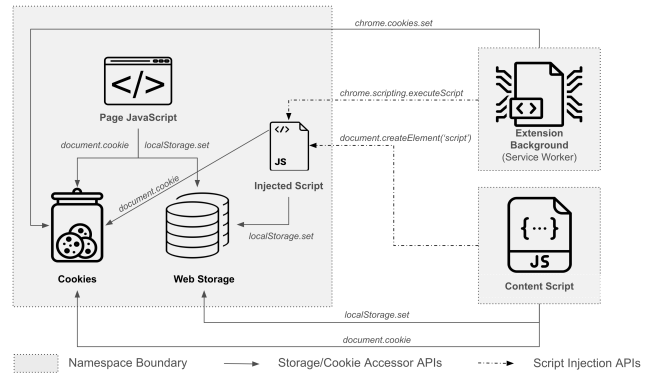 chrome.cookies.set
</>
Page JavaScript
chrome.scripting.executeScript
document.createElement('script')
<>
Extension
Background
(Service Worker)
document.cookie
localStorage.set
</>
JS
Injected Script
document.cookie
localStorage.set
{...}
JS
Content Script
Cookies
Web Storage
localStorage.set
document.cookie
Namespace Boundary
Storage/Cookie Accessor APIs
Script Injection APIs